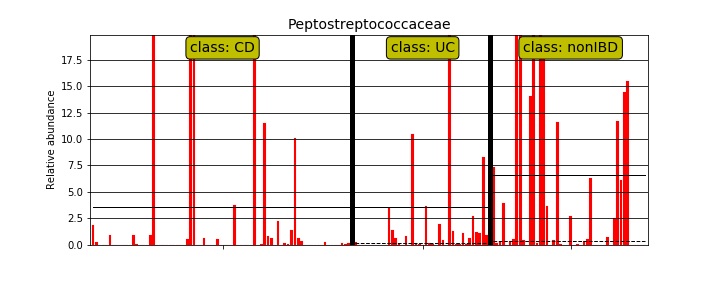 Peptostreptococcaceae
class: CD
class: UC
class: nonIBD
Relative abundance
17.5
15.0
12.5
10.0
7.5
5.0
2.5
0.0